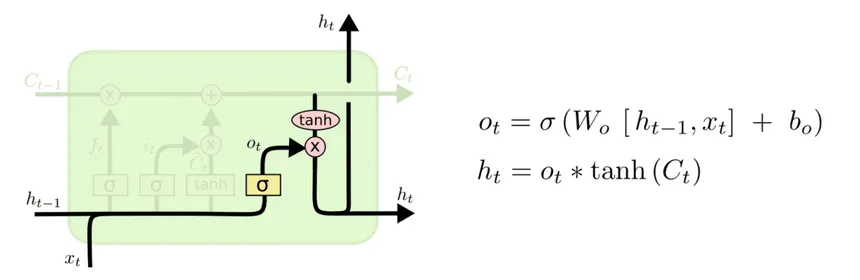 h_t
C_{t-1}
C_t
x
+
tanh
f_t
i_t
x
o_t
x
C̃_t
σ
σ
tanh
σ
h_{t-1}
h_t
x_t
o_t = σ (W_o [h_{t-1}, x_t] + b_o)
h_t = o_t * tanh (C_t)